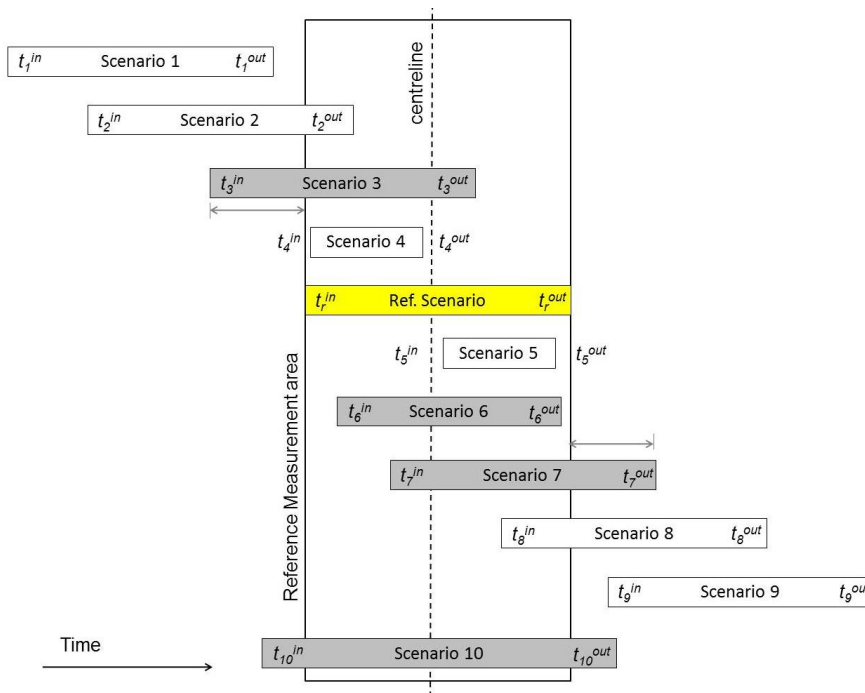 t₁ⁱⁿ Scenario 1 t₁ᵒᵘᵗ
centreline
t₂ⁱⁿ Scenario 2 t₂ᵒᵘᵗ
t₃ⁱⁿ Scenario 3 t₃ᵒᵘᵗ
t₄ⁱⁿ Scenario 4 t₄ᵒᵘᵗ
tᵣⁱⁿ Ref. Scenario tᵣᵒᵘᵗ
t₅ⁱⁿ Scenario 5 t₅ᵒᵘᵗ
t₆ⁱⁿ Scenario 6 t₆ᵒᵘᵗ
t₇ⁱⁿ Scenario 7 t₇ᵒᵘᵗ
Reference Measurement area
t₈ⁱⁿ Scenario 8 t₈ᵒᵘᵗ
t₉ⁱⁿ Scenario 9 t₉ᵒᵘᵗ
Time
t₁₀ⁱⁿ Scenario 10 t₁₀ᵒᵘᵗ